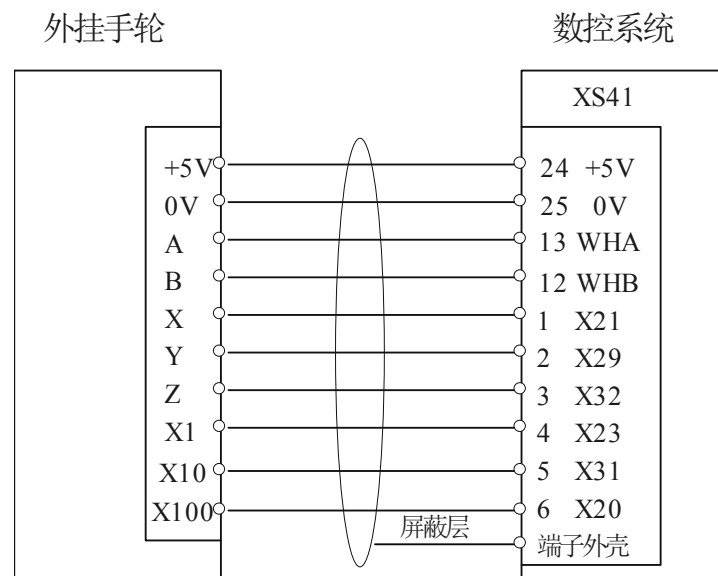 外挂手轮 数控系统
XS41
+5V 24 +5V
0V 25 0V
A 13 WHA
B 12 WHB
X 1 X21
Y 2 X29
Z 3 X32
X1 4 X23
X10 5 X31
X100 6 X20
屏蔽层 端子外壳